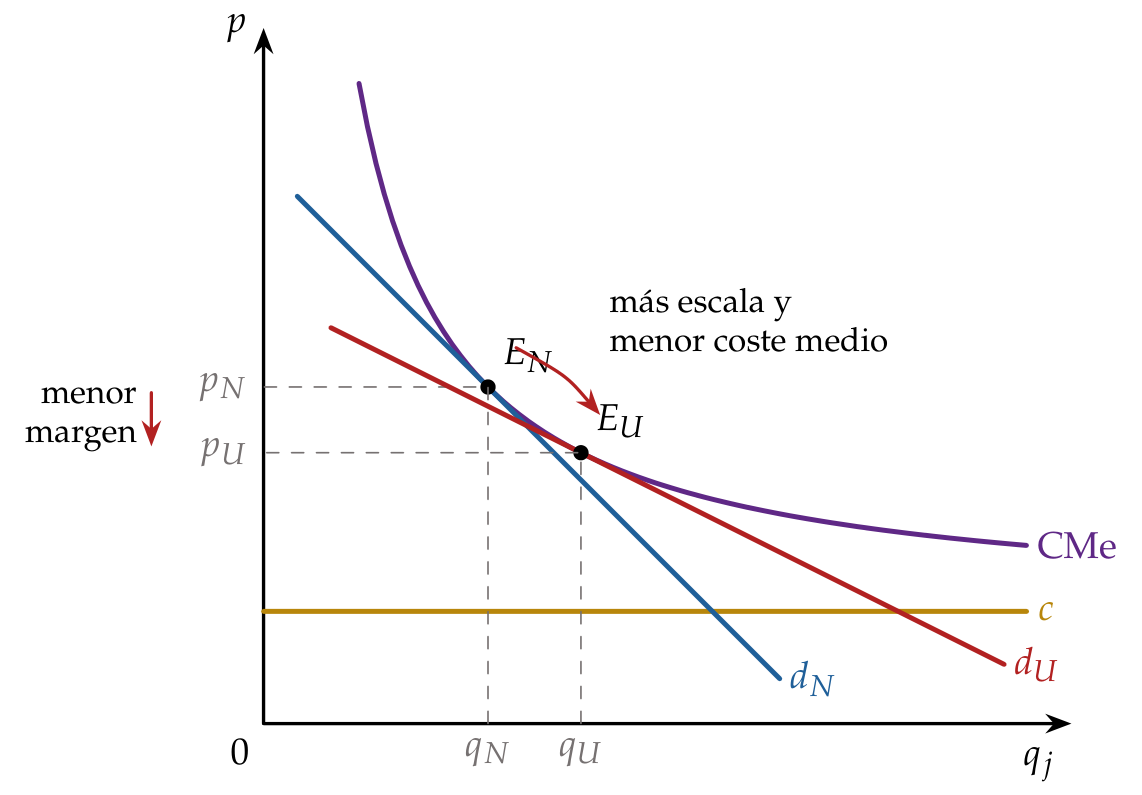 p
más escala y
menor coste medio
E_N
p_N
menor
margen
E_U
p_U
CMe
c
d_U
d_N
0
q_N
q_U
q_j